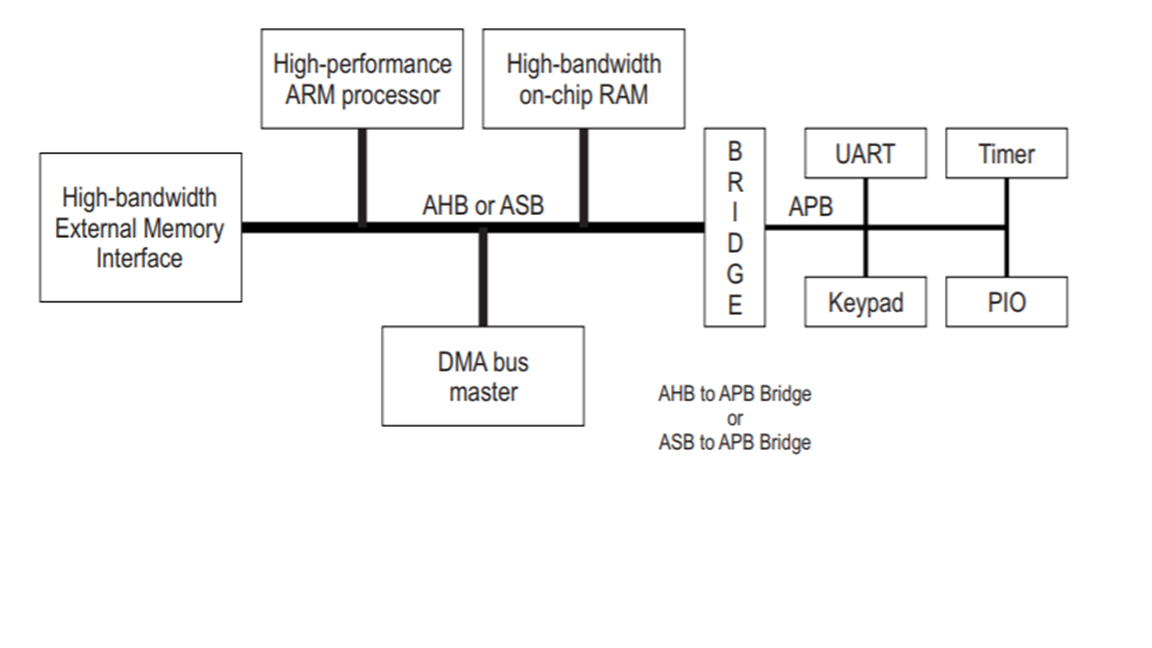 High-performance
ARM processor
High-bandwidth
on-chip RAM
High-bandwidth
External Memory
Interface
AHB or ASB
B
R
I
D
G
E
APB
UART
Timer
Keypad
PIO
DMA bus
master
AHB to APB Bridge
or
ASB to APB Bridge